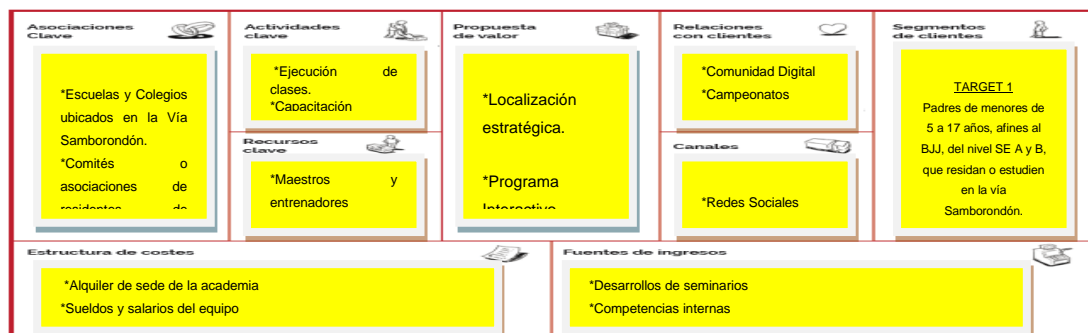 Asociaciones
Clave
*Escuelas y Colegios
ubicados en la Vía
Samborondón.
*Comités o
asociaciones de
residentes de
Actividades
clave
*Ejecución de
clases.
*Capacitación
Recursos
clave
*Maestros y
entrenadores
Propuesta
de valor
*Localización
estratégica.
*Programa
Interactivo
Relaciones
con clientes
*Comunidad Digital
*Campeonatos
Canales
*Redes Sociales
Segmentos
de clientes
TARGET 1
Padres de menores de
5 a 17 años, afines al
BJJ, del nivel SE A y B,
que residan o estudien
en la vía
Samborondón.
Estructura de costes
*Alquiler de sede de la academia
*Sueldos y salarios del equipo
Fuentes de ingresos
*Desarrollos de seminarios
*Competencias internas